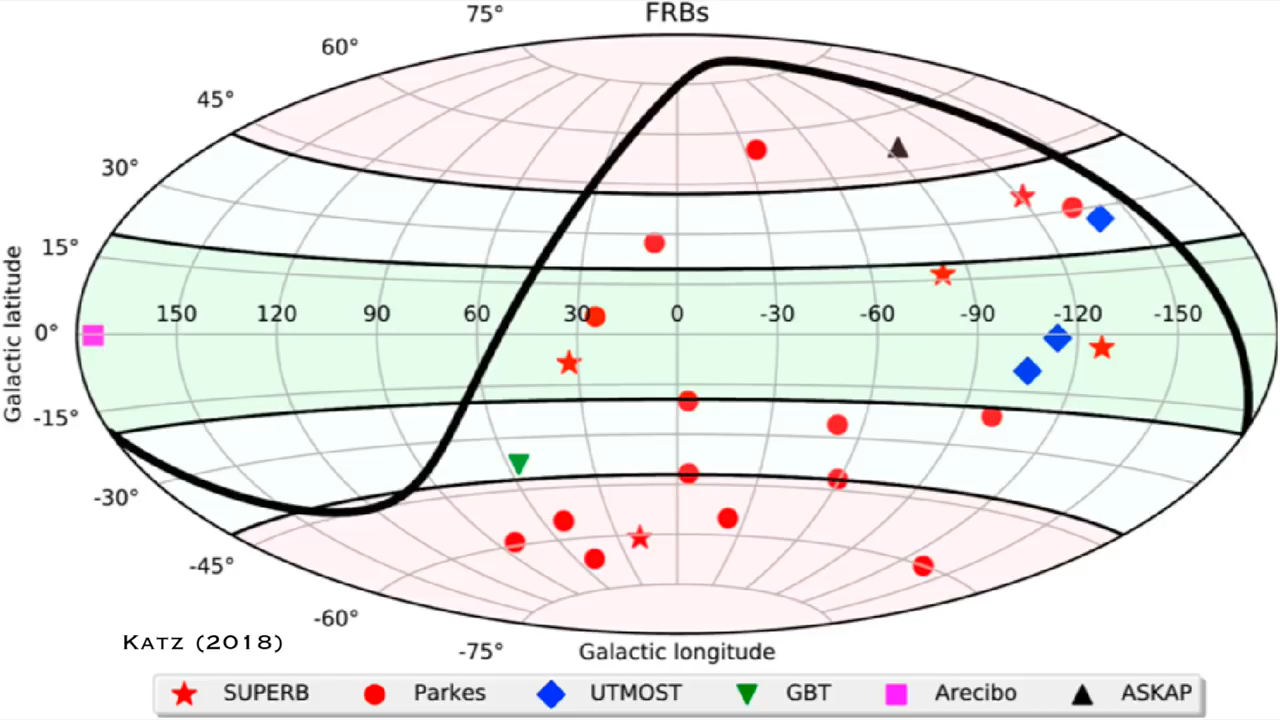 FRBs
75°
60°
45°
30°
15°
0°
-15°
-30°
-45°
-60°
-75°
Galactic latitude
150 120 90 60 30 0 -30 -60 -90 -120 -150
Galactic longitude
Katz (2018)
SUPERB Parkes UTMOST GBT Arecibo ASKAP